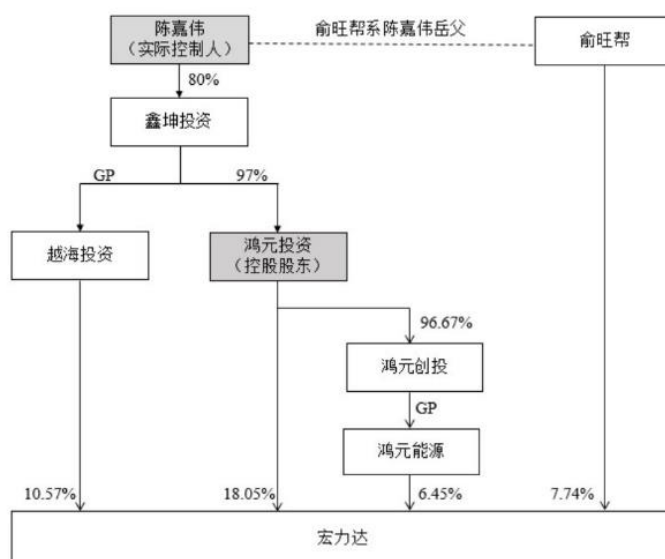 陈嘉伟
（实际控制人）
俞旺帮系陈嘉伟岳父
俞旺帮
80%
鑫坤投资
GP
97%
越海投资
鸿元投资
（控股股东）
96.67%
鸿元创投
GP
鸿元能源
10.57%
18.05%
6.45%
7.74%
宏力达